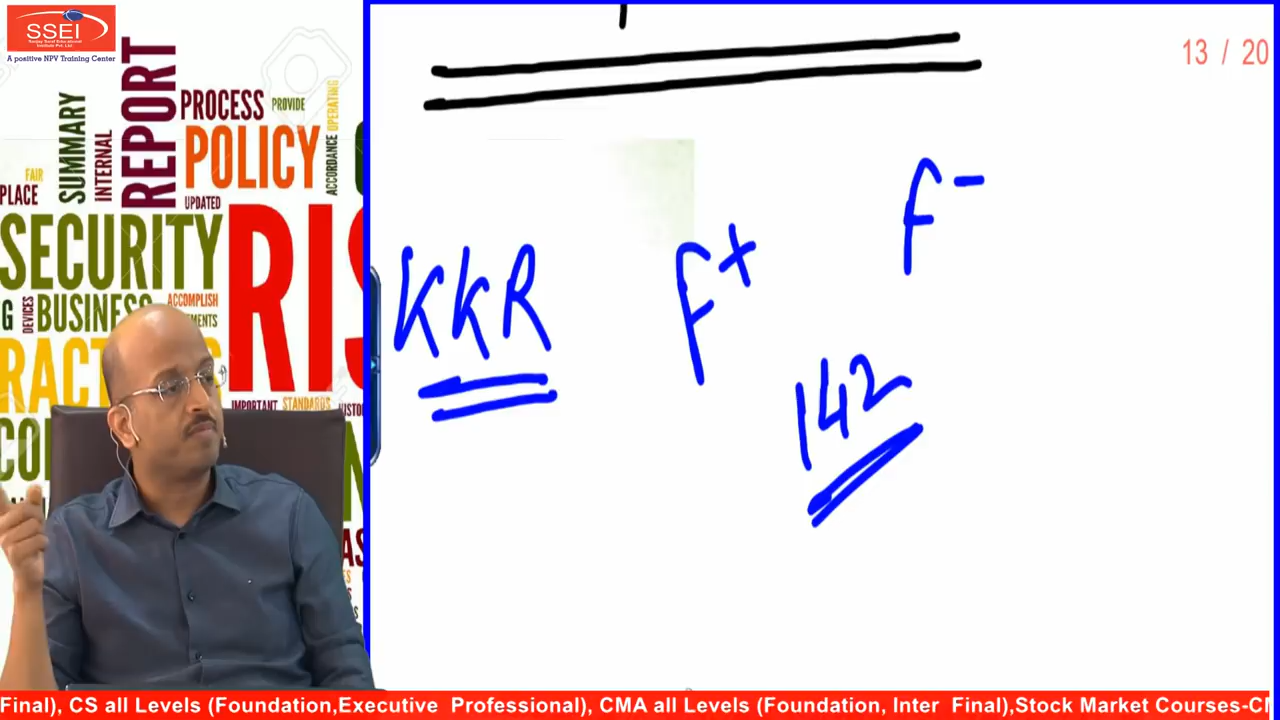 SSEI
A positive NPV Training Center
13 / 20
PROCESS
PROVIDE
POLICY
SUMMARY
INTERNAL
REPORT
ACCORDANCE
OPERATING
FAIR
PLACE
UPDATED
SECURITY
RIS
DEVICES
BUSINESS
ACCOMPLISH
IMPORTANT STANDARDS
KKR
F+
F-
142
Final), CS all Levels (Foundation,Executive Professional), CMA all Levels (Foundation, Inter Final),Stock Market Courses-